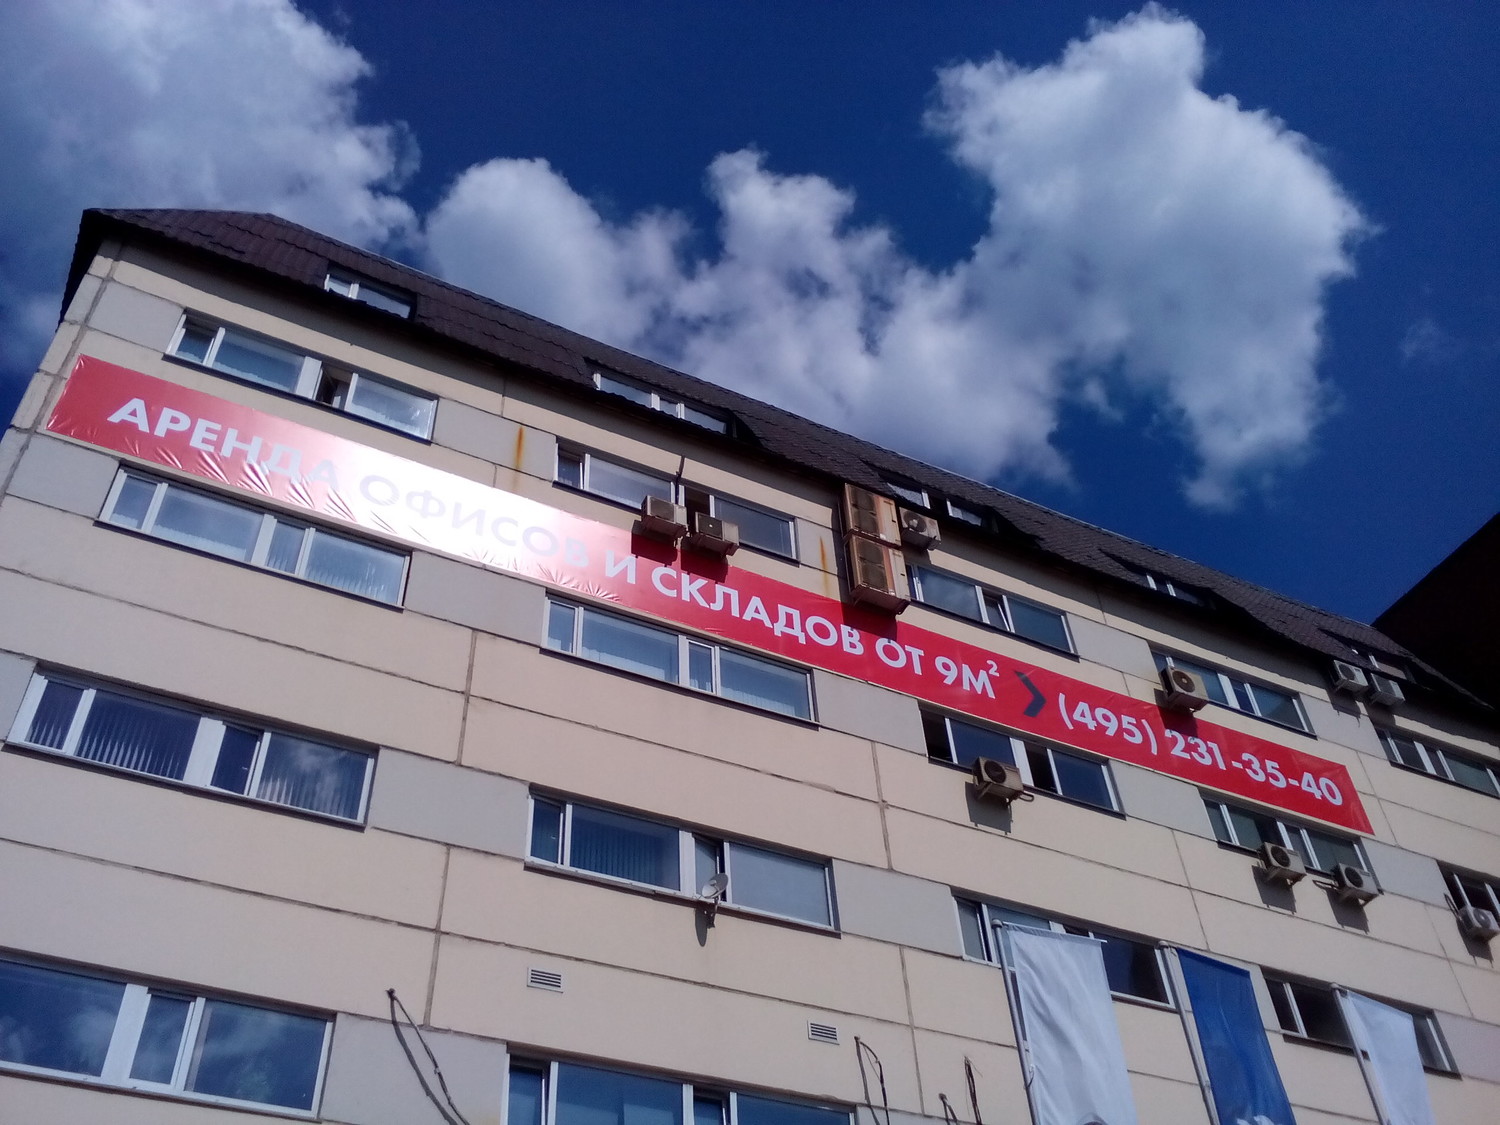 АРЕНДА ОФИСОВ И СКЛАДОВ ОТ 9М² (495) 231-35-40